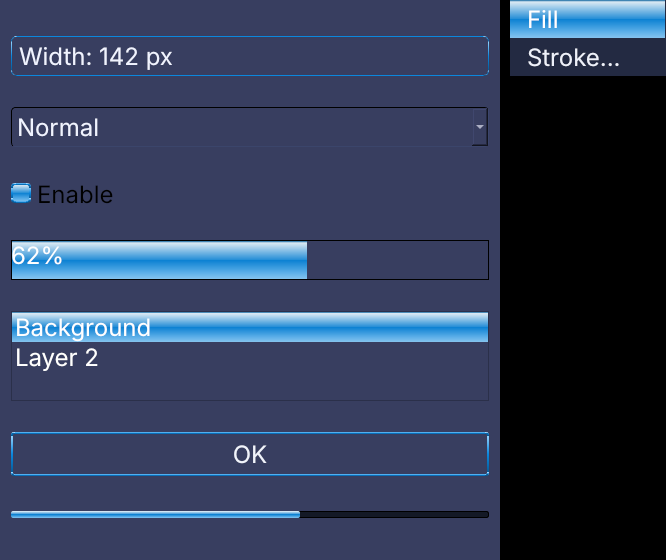 Width: 142 px
Normal
Enable
62%
Background
Layer 2
OK
Fill
Stroke...